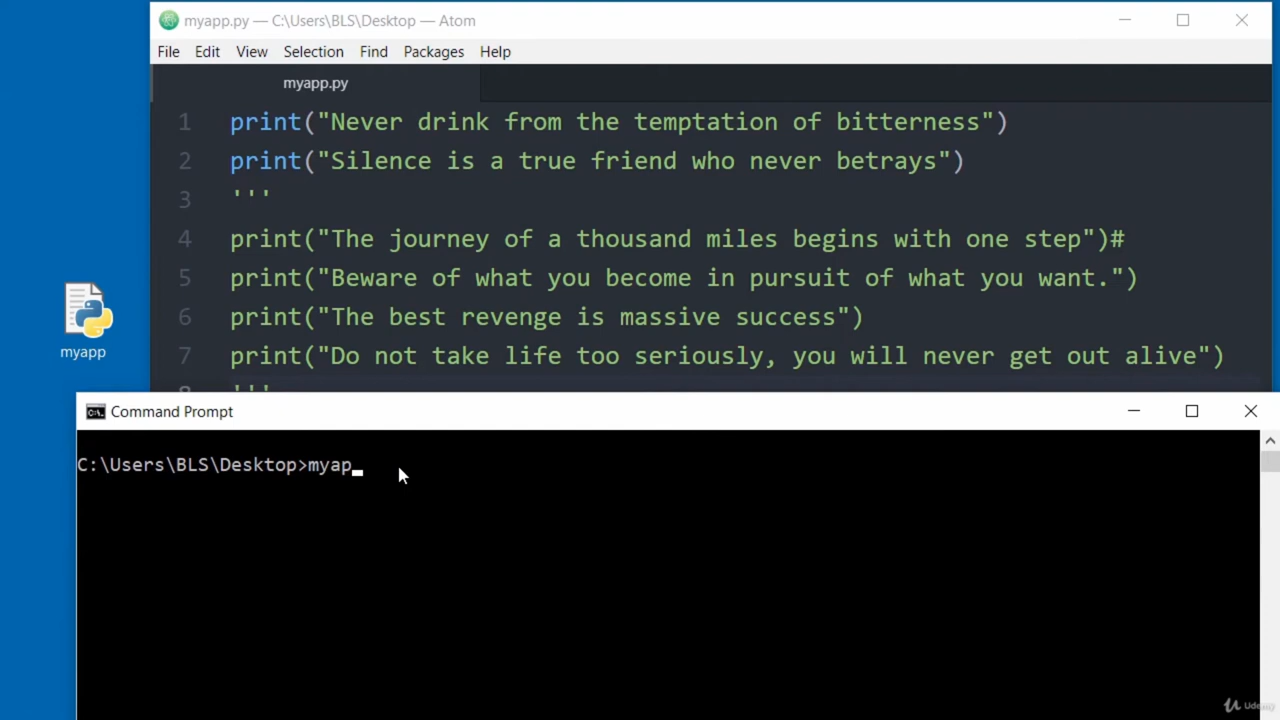 myapp.py — C:\Users\BLS\Desktop — Atom
File Edit View Selection Find Packages Help
myapp.py
1 print("Never drink from the temptation of bitterness")
2 print("Silence is a true friend who never betrays")
3 '''
4 print("The journey of a thousand miles begins with one step")#
5 print("Beware of what you become in pursuit of what you want.")
6 print("The best revenge is massive success")
7 print("Do not take life too seriously, you will never get out alive")
8 '''
myapp
Command Prompt
C:\Users\BLS\Desktop>myap
Udemy